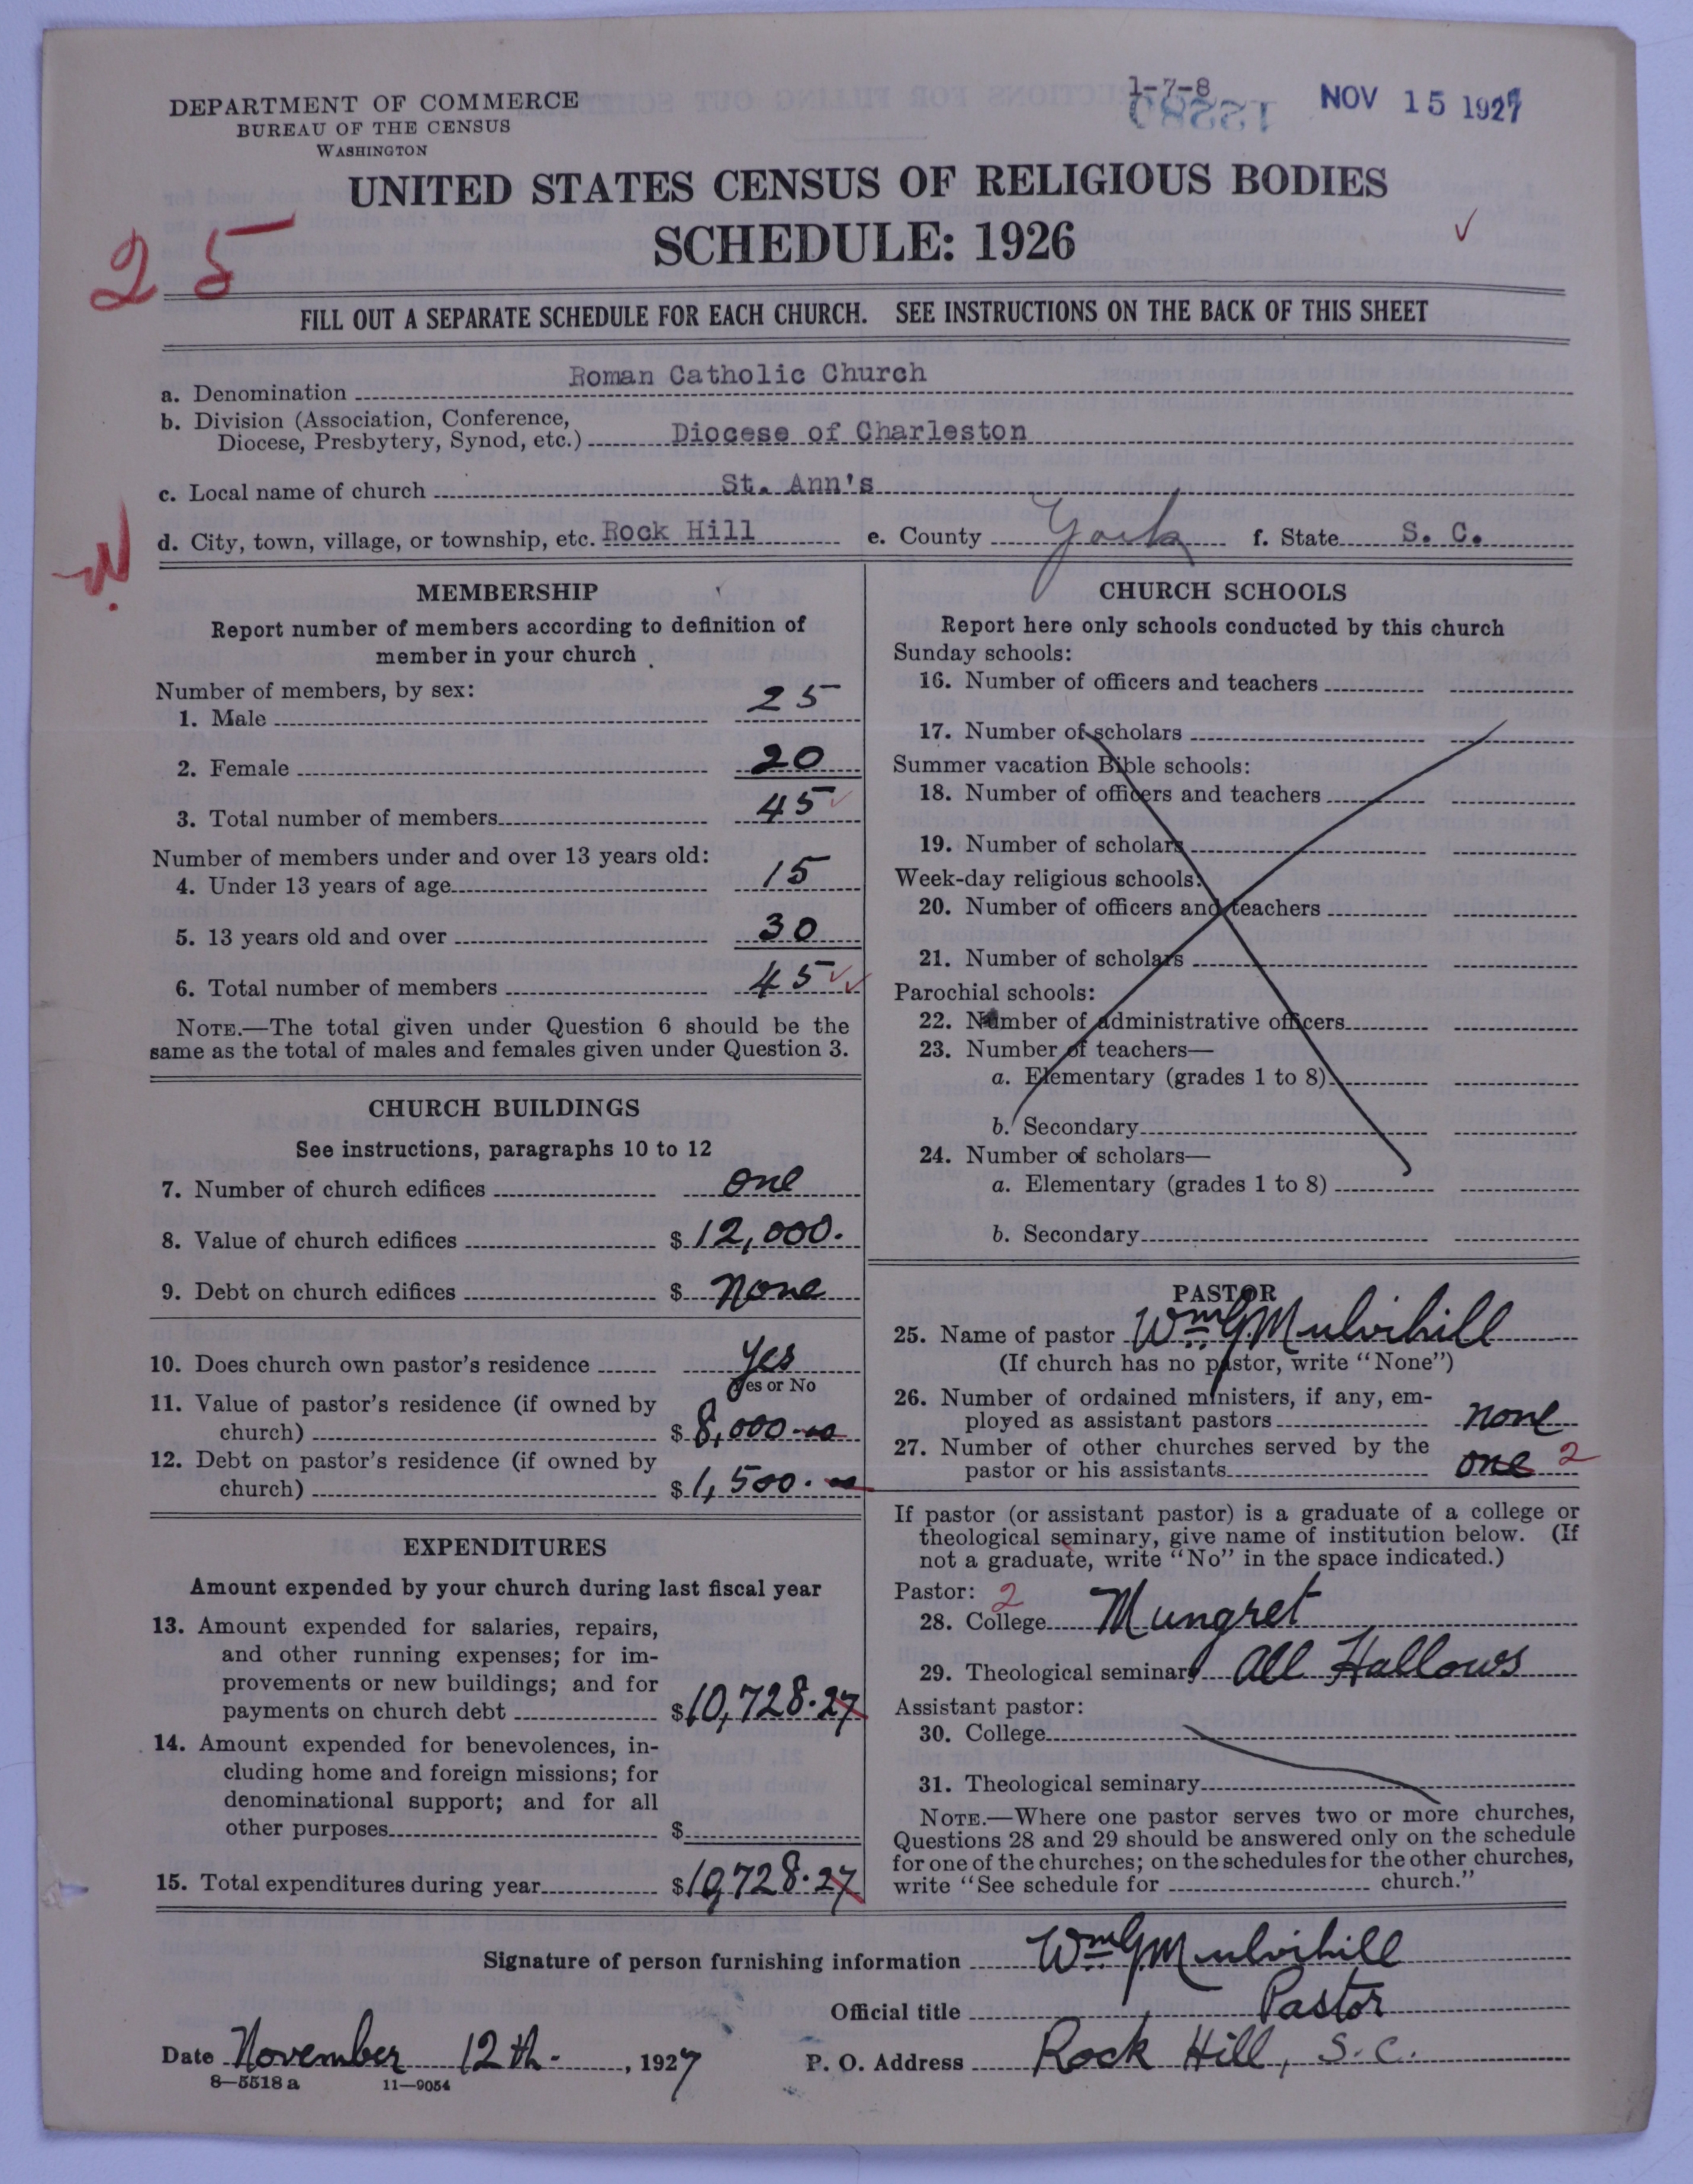 DEPARTMENT OF COMMERCE
BUREAU OF THE CENSUS
WASHINGTON
1-7-8
NOV 15 1927
UNITED STATES CENSUS OF RELIGIOUS BODIES
SCHEDULE: 1926
25
FILL OUT A SEPARATE SCHEDULE FOR EACH CHURCH. SEE INSTRUCTIONS ON THE BACK OF THIS SHEET
a. Denomination Roman Catholic Church
b. Division (Association, Conference,
Diocese, Presbytery, Synod, etc.) Diocese of Charleston
c. Local name of church St. Ann's
d. City, town, village, or township, etc. Rock Hill e. County York f. State S. C.
MEMBERSHIP
Report number of members according to definition of
member in your church
Number of members, by sex:
1. Male 25
2. Female 20
3. Total number of members 45
Number of members under and over 13 years old:
4. Under 13 years of age 15
5. 13 years old and over 30
6. Total number of members 45
NOTE.—The total given under Question 6 should be the
same as the total of males and females given under Question 3.
CHURCH BUILDINGS
See instructions, paragraphs 10 to 12
7. Number of church edifices one
8. Value of church edifices $ 12,000.
9. Debt on church edifices $ none
10. Does church own pastor's residence yes
Yes or No
11. Value of pastor's residence (if owned by
church) $ 8,000.00
12. Debt on pastor's residence (if owned by
church) $ 1,500.00
EXPENDITURES
Amount expended by your church during last fiscal year
13. Amount expended for salaries, repairs,
and other running expenses; for im-
provements or new buildings; and for
payments on church debt $ 10,728.27
14. Amount expended for benevolences, in-
cluding home and foreign missions; for
denominational support; and for all
other purposes $
15. Total expenditures during year $ 10,728.27
CHURCH SCHOOLS
Report here only schools conducted by this church
Sunday schools:
16. Number of officers and teachers
17. Number of scholars
Summer vacation Bible schools:
18. Number of officers and teachers
19. Number of scholars
Week-day religious schools:
20. Number of officers and teachers
21. Number of scholars
Parochial schools:
22. Number of administrative officers
23. Number of teachers—
a. Elementary (grades 1 to 8)
b. Secondary
24. Number of scholars—
a. Elementary (grades 1 to 8)
b. Secondary
PASTOR
25. Name of pastor Wm G Mulvihill
(If church has no pastor, write "None")
26. Number of ordained ministers, if any, em-
ployed as assistant pastors none
27. Number of other churches served by the
pastor or his assistants one 2
If pastor (or assistant pastor) is a graduate of a college or
theological seminary, give name of institution below. (If
not a graduate, write "No" in the space indicated.)
Pastor: 2
28. College Mungret
29. Theological seminary All Hallows
Assistant pastor:
30. College
31. Theological seminary
NOTE.—Where one pastor serves two or more churches,
Questions 28 and 29 should be answered only on the schedule
for one of the churches; on the schedules for the other churches,
write "See schedule for church."
Signature of person furnishing information Wm G Mulvihill
Official title Pastor
Date November 12th. , 1927 P. O. Address Rock Hill, S.C.
8—5518a 11—9054